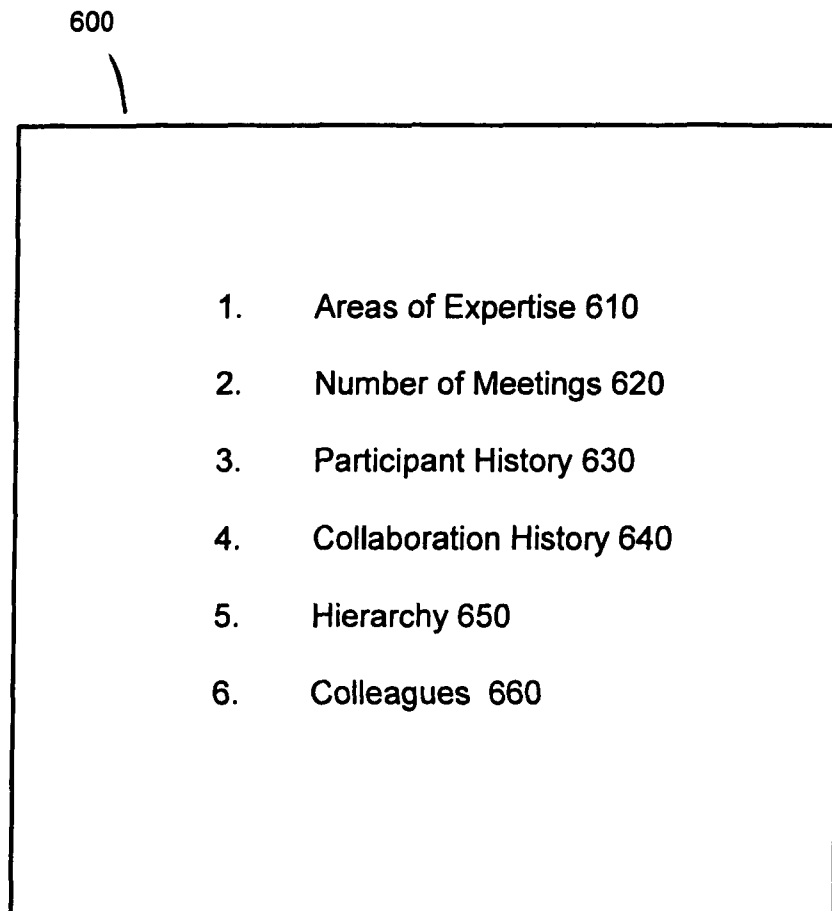 600
1. Areas of Expertise 610
2. Number of Meetings 620
3. Participant History 630
4. Collaboration History 640
5. Hierarchy 650
6. Colleagues 660